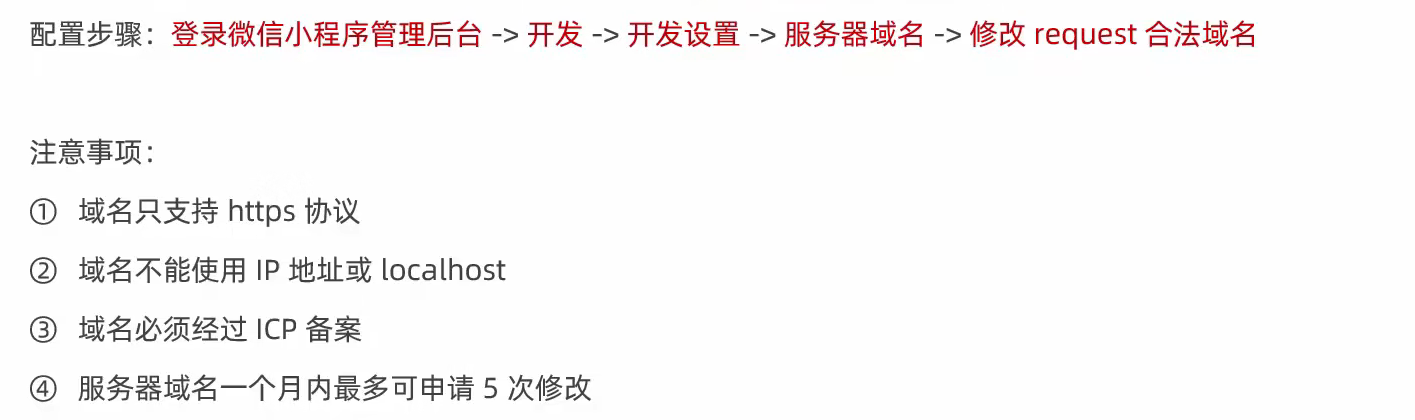 配置步骤：登录微信小程序管理后台 -> 开发 -> 开发设置 -> 服务器域名 -> 修改 request 合法域名
注意事项：
① 域名只支持 https 协议
② 域名不能使用 IP 地址或 localhost
③ 域名必须经过 ICP 备案
④ 服务器域名一个月内最多可申请 5 次修改